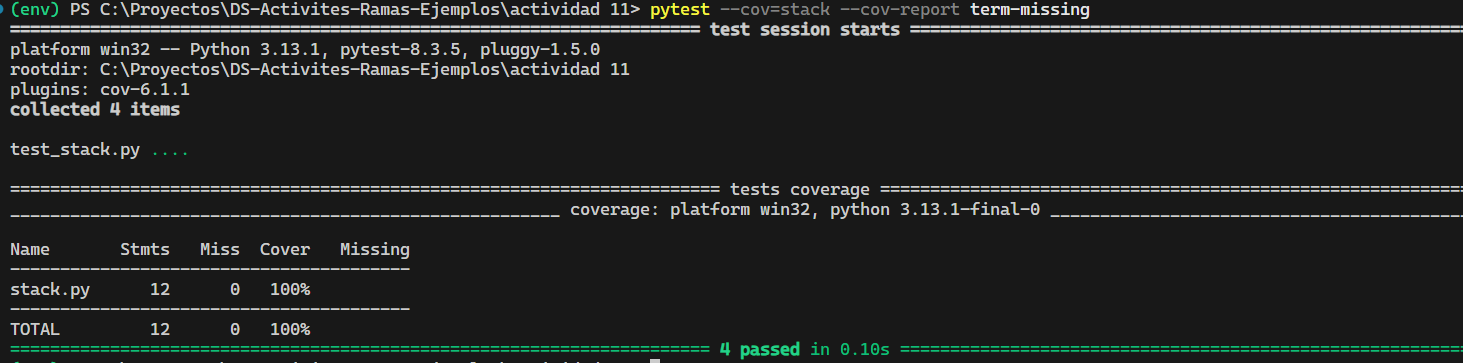 (env) PS C:\Proyectos\DS-Activites-Ramas-Ejemplos\actividad 11> pytest --cov=stack --cov-report term-missing
======================================================================= test session starts =======================================================
platform win32 -- Python 3.13.1, pytest-8.3.5, pluggy-1.5.0
rootdir: C:\Proyectos\DS-Activites-Ramas-Ejemplos\actividad 11
plugins: cov-6.1.1
collected 4 items
test_stack.py ....
======================================================================= tests coverage ==========================================================
_______________________________________________________ coverage: platform win32, python 3.13.1-final-0 __________________________________________
Name       Stmts   Miss  Cover   Missing
----------------------------------------
stack.py      12      0   100%
----------------------------------------
TOTAL         12      0   100%
====================================================================== 4 passed in 0.10s ========================================================